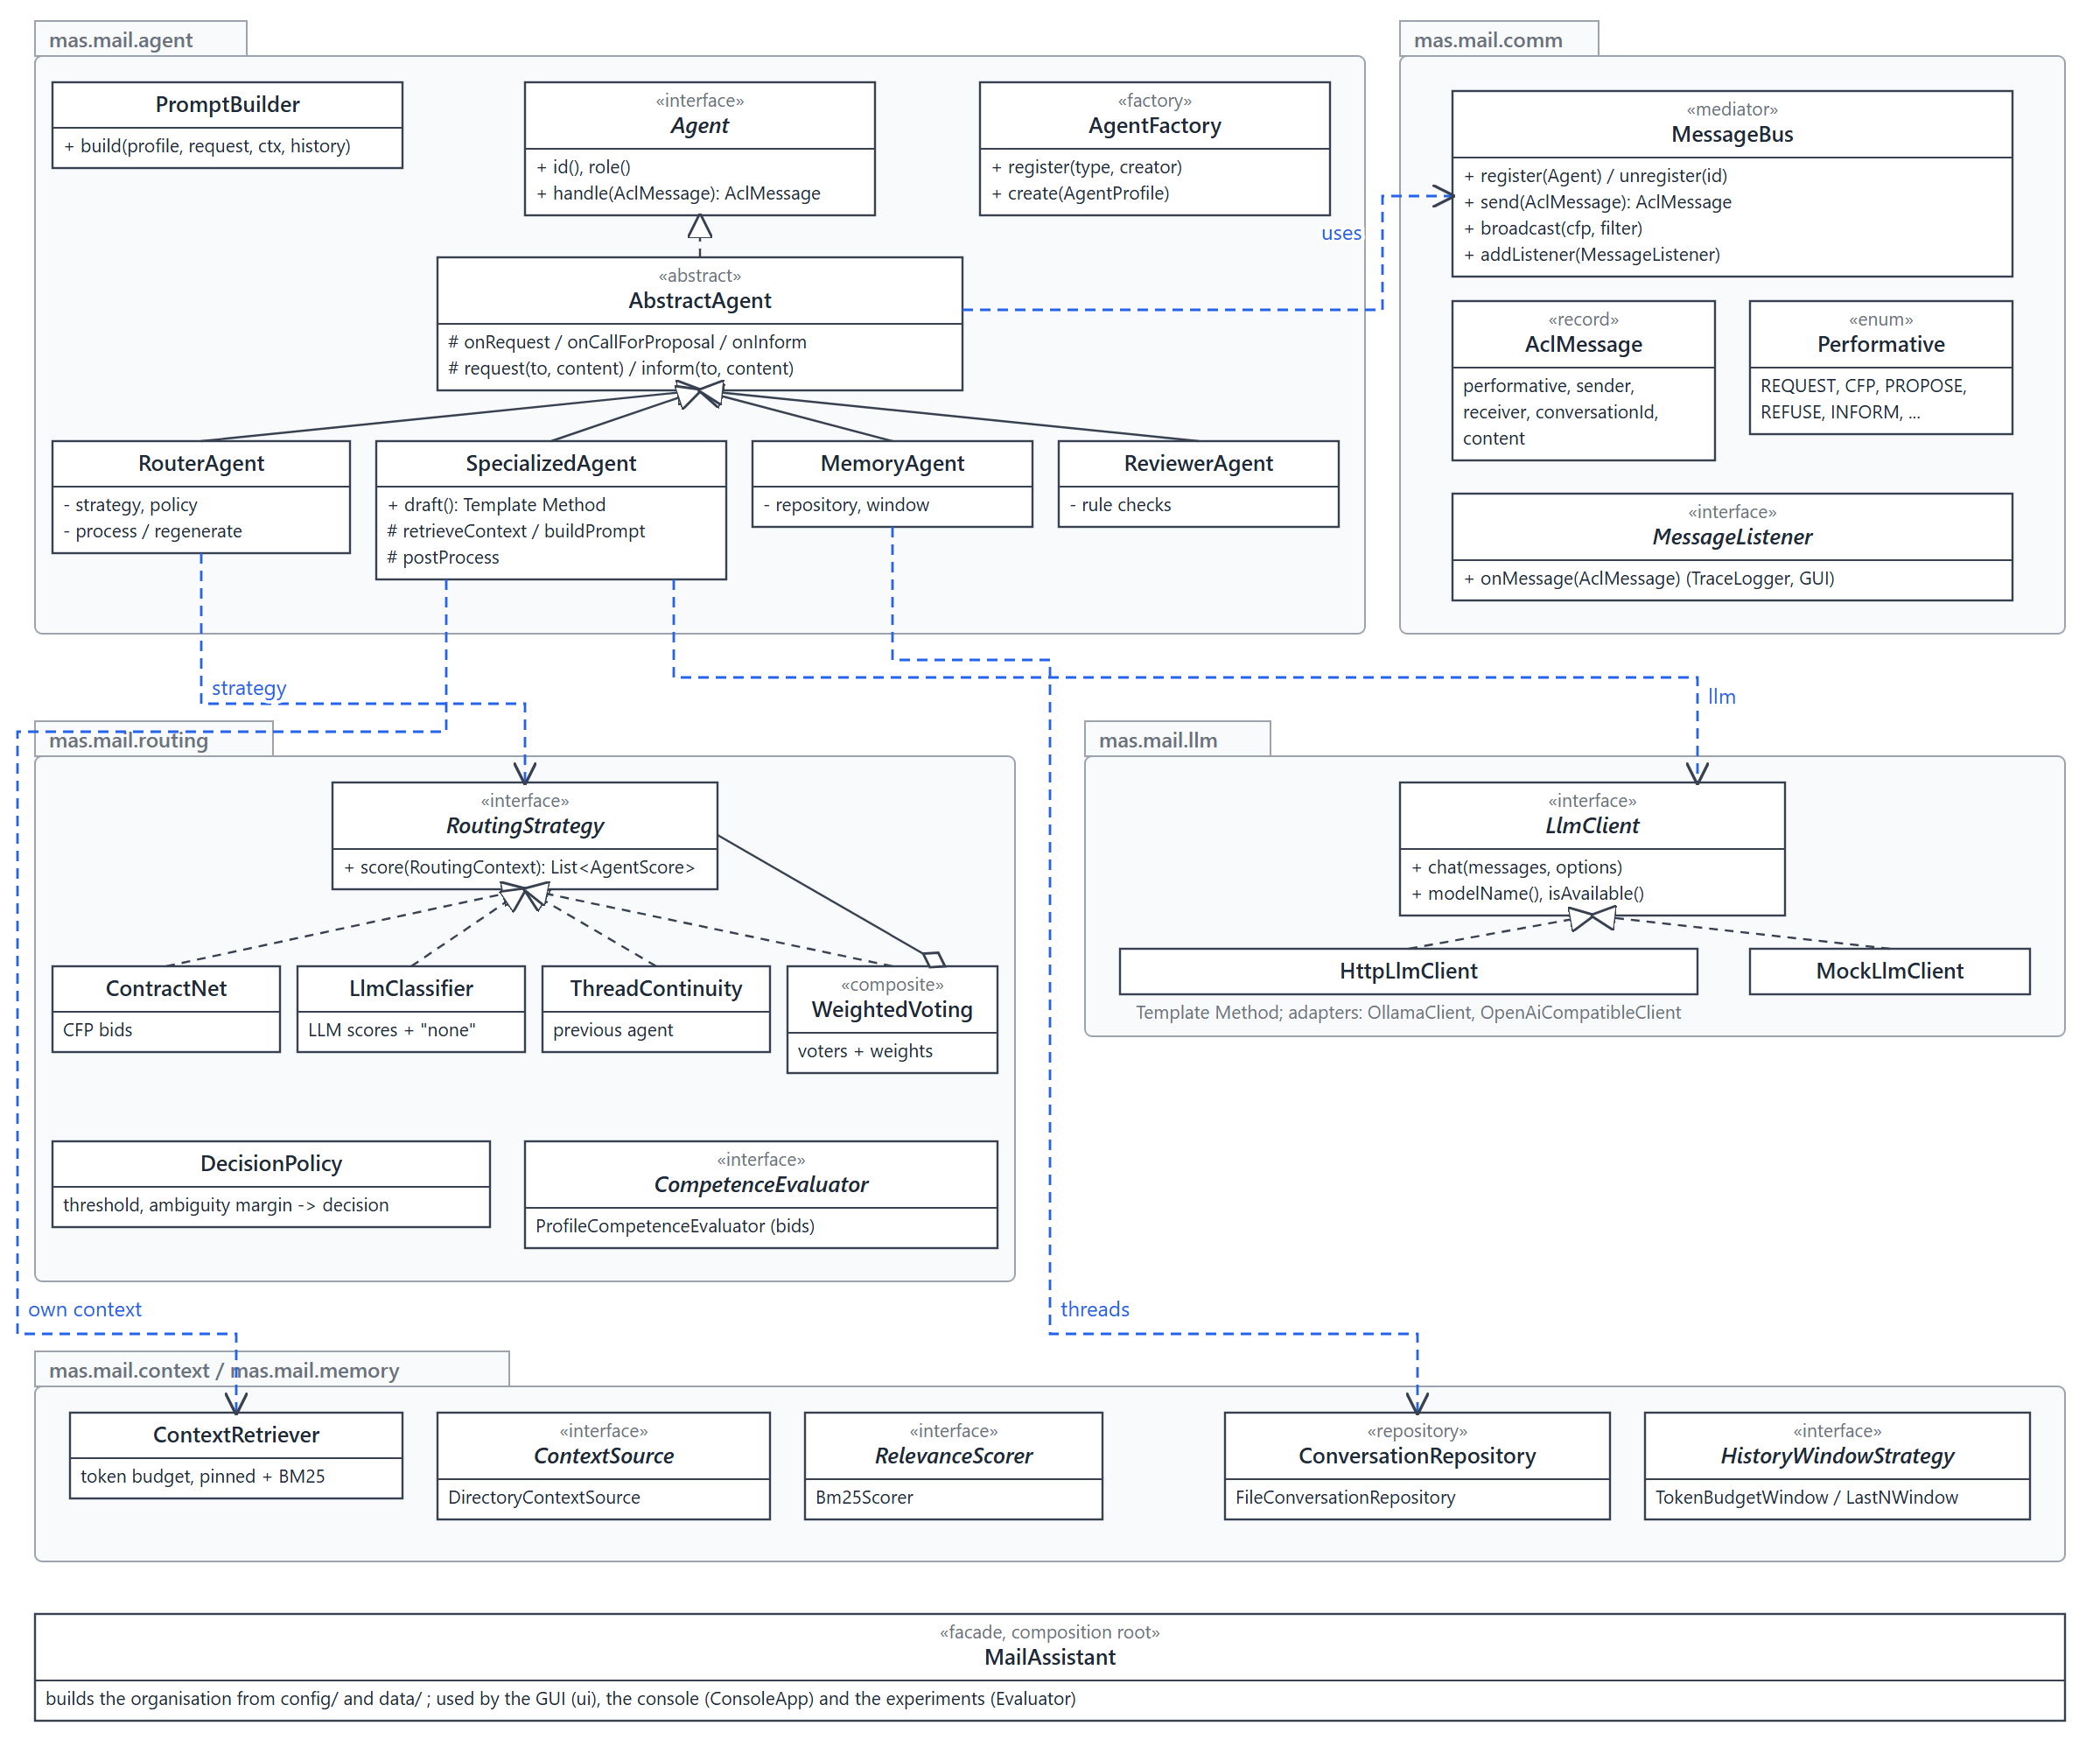 mas.mail.agent
PromptBuilder
+ build(profile, request, ctx, history)
«interface»
Agent
+ id(), role()
+ handle(AclMessage): AclMessage
«factory»
AgentFactory
+ register(type, creator)
+ create(AgentProfile)
«abstract»
AbstractAgent
# onRequest / onCallForProposal / onInform
# request(to, content) / inform(to, content)
RouterAgent
- strategy, policy
- process / regenerate
SpecializedAgent
+ draft(): Template Method
# retrieveContext / buildPrompt
# postProcess
MemoryAgent
- repository, window
ReviewerAgent
- rule checks
uses
mas.mail.comm
«mediator»
MessageBus
+ register(Agent) / unregister(id)
+ send(AclMessage): AclMessage
+ broadcast(cfp, filter)
+ addListener(MessageListener)
«record»
AclMessage
performative, sender,
receiver, conversationId,
content
«enum»
Performative
REQUEST, CFP, PROPOSE,
REFUSE, INFORM, ...
«interface»
MessageListener
+ onMessage(AclMessage) (TraceLogger, GUI)
strategy
llm
mas.mail.routing
«interface»
RoutingStrategy
+ score(RoutingContext): List<AgentScore>
ContractNet
CFP bids
LlmClassifier
LLM scores + "none"
ThreadContinuity
previous agent
«composite»
WeightedVoting
voters + weights
DecisionPolicy
threshold, ambiguity margin -> decision
«interface»
CompetenceEvaluator
ProfileCompetenceEvaluator (bids)
mas.mail.llm
«interface»
LlmClient
+ chat(messages, options)
+ modelName(), isAvailable()
HttpLlmClient
MockLlmClient
Template Method; adapters: OllamaClient, OpenAiCompatibleClient
own context
threads
mas.mail.context / mas.mail.memory
ContextRetriever
token budget, pinned + BM25
«interface»
ContextSource
DirectoryContextSource
«interface»
RelevanceScorer
Bm25Scorer
«repository»
ConversationRepository
FileConversationRepository
«interface»
HistoryWindowStrategy
TokenBudgetWindow / LastNWindow
«facade, composition root»
MailAssistant
builds the organisation from config/ and data/ ; used by the GUI (ui), the console (ConsoleApp) and the experiments (Evaluator)